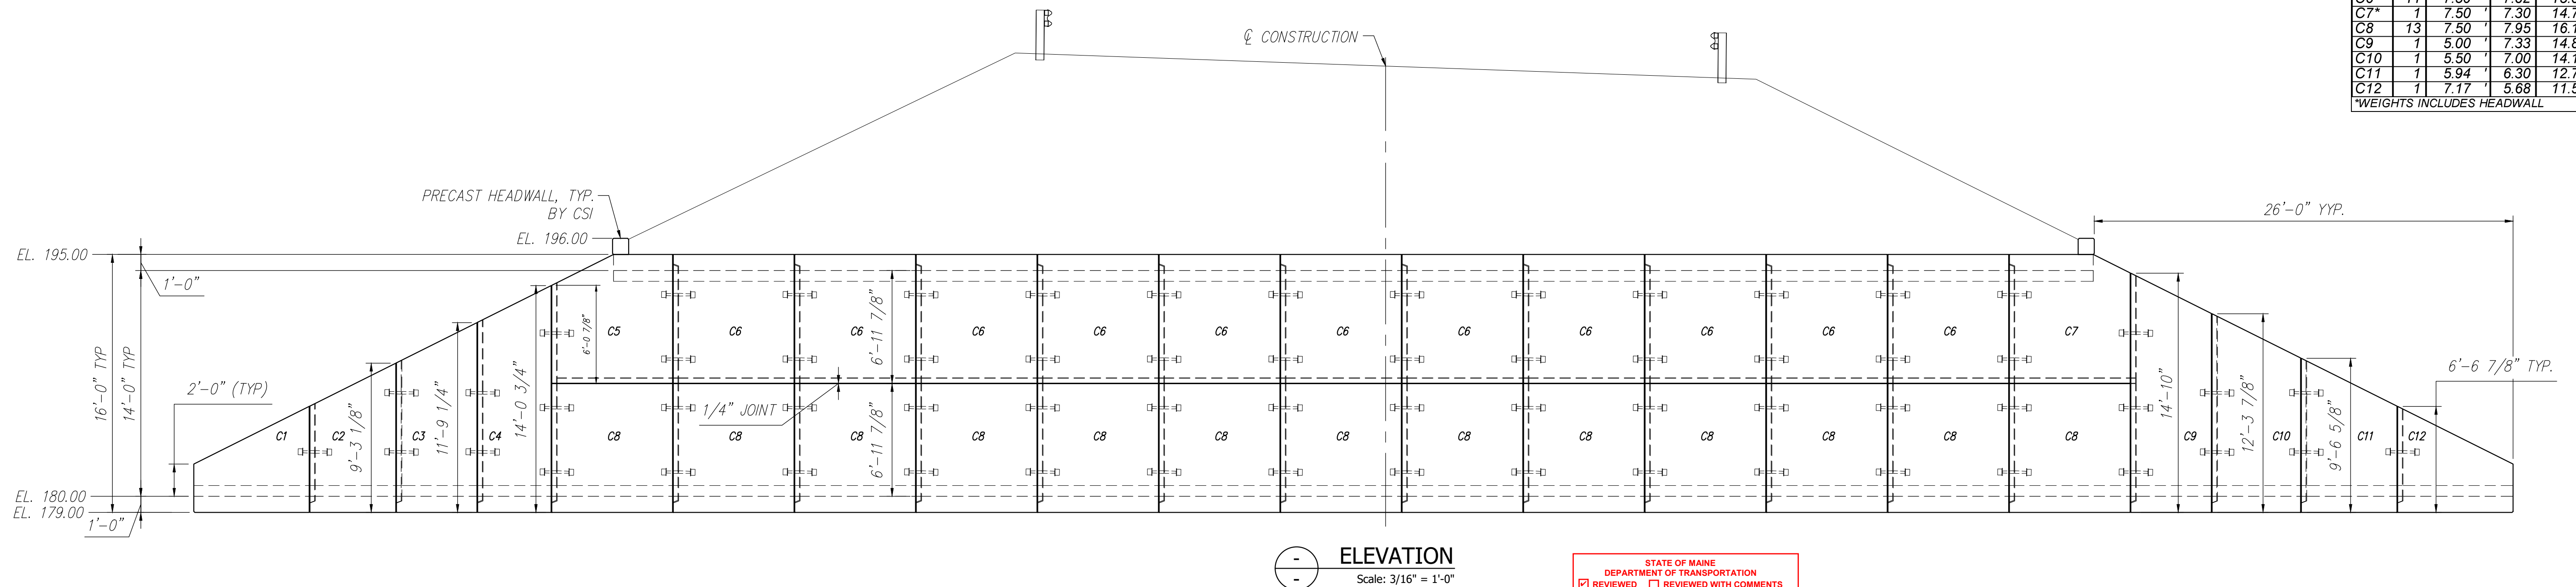 C7* 1 7.50 ' 7.30
C8 13 7.50 ' 7.95
C9 1 5.00 ' 7.33
C10 1 5.50 ' 7.00
C11 1 5.94 ' 6.30
C12 1 7.17 ' 5.68
*WEIGHTS INCLUDES HEADWALL
℄ CONSTRUCTION
PRECAST HEADWALL, TYP.
BY CSI
EL. 196.00
EL. 195.00
26'-0" YYP.
1'-0"
16'-0" TYP
14'-0" TYP
2'-0" (TYP)
EL. 180.00
EL. 179.00
1'-0"
C1
C2
9'-3 1/8"
C3
11'-9 1/4"
C4
14'-0 3/4"
6'-0 7/8"
C5 C6 C6 C6 C6 C6 C6 C6 C6 C6 C6 C6 C7
6'-11 7/8"
1/4" JOINT
6'-11 7/8"
C8 C8 C8 C8 C8 C8 C8 C8 C8 C8 C8 C8 C8
14'-10"
C9
12'-3 7/8"
C10
9'-6 5/8"
C11
C12
6'-6 7/8" TYP.
-
-
ELEVATION
Scale: 3/16" = 1'-0"
STATE OF MAINE
DEPARTMENT OF TRANSPORTATION
REVIEWED REVIEWED WITH COMMENTS